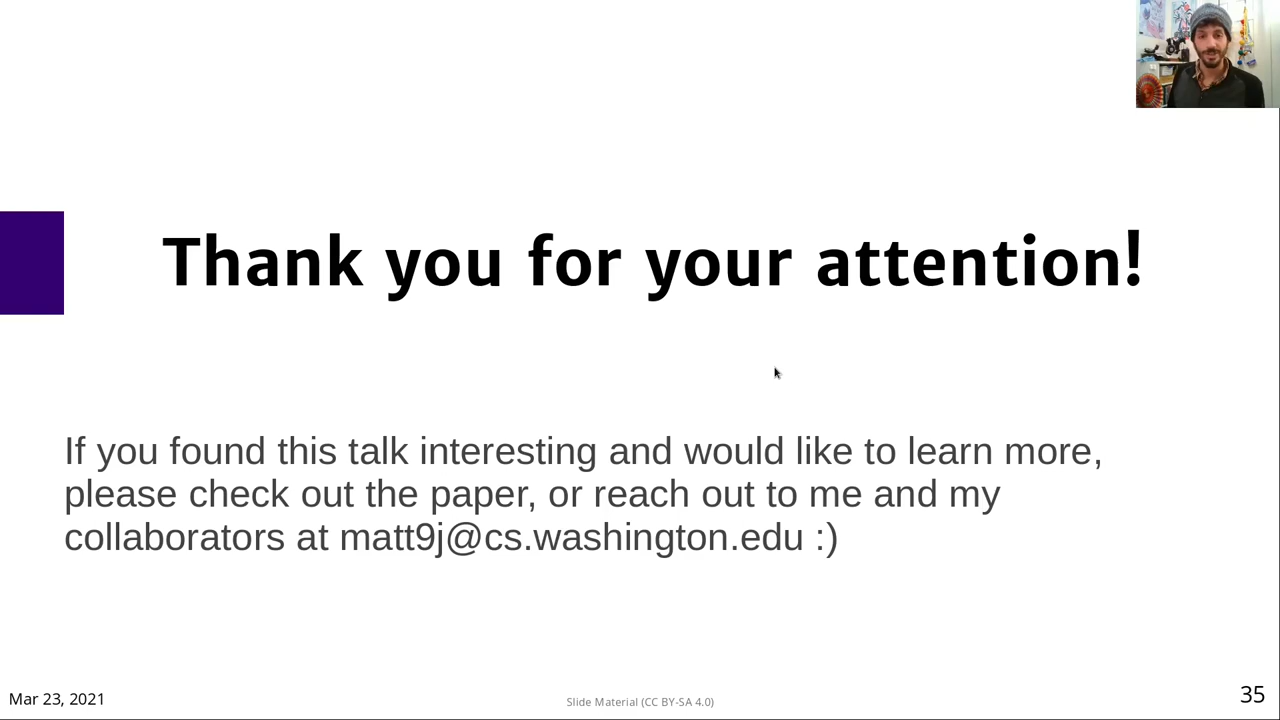 Thank you for your attention!
If you found this talk interesting and would like to learn more,
please check out the paper, or reach out to me and my
collaborators at matt9j@cs.washington.edu :)
Mar 23, 2021
Slide Material (CC BY-SA 4.0)
35